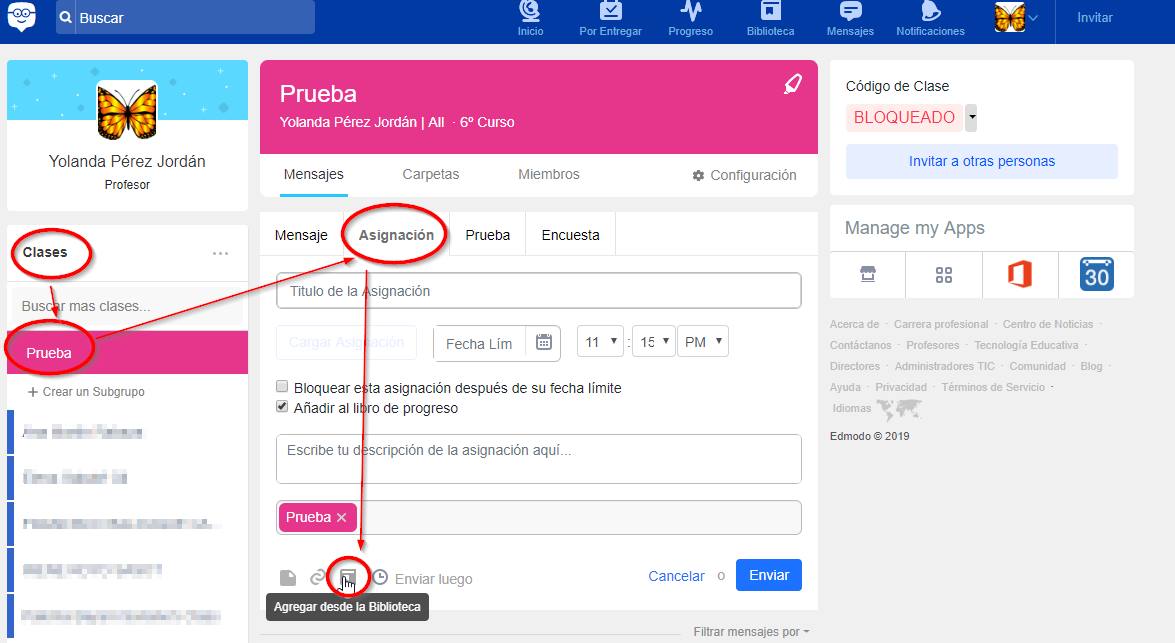 Buscar
Inicio
Por Entregar
Progreso
Biblioteca
Mensajes
Notificaciones
Invitar
Yolanda Pérez Jordán
Profesor
Clases
...
Buscar mas clases...
Prueba
+ Crear un Subgrupo
Prueba
Yolanda Pérez Jordán | All · 6º Curso
Mensajes
Carpetas
Miembros
Configuración
Mensaje
Asignación
Prueba
Encuesta
Titulo de la Asignación
Cargar Asignación
Fecha Lím
11 : 15 PM
Bloquear esta asignación después de su fecha límite
Añadir al libro de progreso
Escribe tu descripción de la asignación aquí...
Prueba ×
Enviar luego
Cancelar o Enviar
Agregar desde la Biblioteca
Filtrar mensajes por
Código de Clase
BLOQUEADO
Invitar a otras personas
Manage my Apps
30
Acerca de · Carrera profesional · Centro de Noticias ·
Contáctanos · Profesores · Tecnología Educativa ·
Directores · Administradores TIC · Comunidad · Blog ·
Ayuda · Privacidad · Términos de Servicio ·
Idiomas
Edmodo © 2019